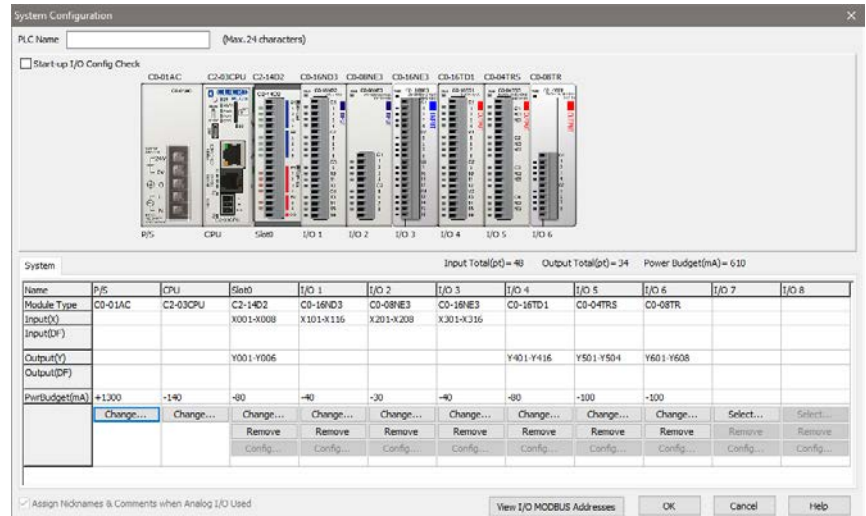 System Configuration
PLC Name (Max. 24 characters)
Start-up I/O Config Check
C0-01AC C2-03CPU C2-14D2 C0-16ND3 C0-08NE3 C0-16NE3 C0-16TD1 C0-04TRS C0-08TR
P/S CPU Slot0 I/O 1 I/O 2 I/O 3 I/O 4 I/O 5 I/O 6
System Input Total(pt)= 48 Output Total(pt)= 34 Power Budget(mA)= 610
Name P/S CPU Slot0 I/O 1 I/O 2 I/O 3 I/O 4 I/O 5 I/O 6 I/O 7 I/O 8
Module Type C0-01AC C2-03CPU C2-14D2 C0-16ND3 C0-08NE3 C0-16NE3 C0-16TD1 C0-04TRS C0-08TR
Input(X) X001-X008 X101-X116 X201-X208 X301-X316
Input(DF)
Output(Y) Y001-Y006 Y401-Y416 Y501-Y504 Y601-Y608
Output(DF)
PwrBudget(mA) +1300 -140 -80 -40 -30 -40 -80 -100 -100
Change... Change... Change... Change... Change... Change... Change... Change... Change... Select... Select...
Remove Remove Remove Remove Remove Remove Remove Remove Remove
Config... Config... Config... Config... Config... Config... Config... Config... Config...
Assign Nicknames & Comments when Analog I/O Used View I/O MODBUS Addresses OK Cancel Help